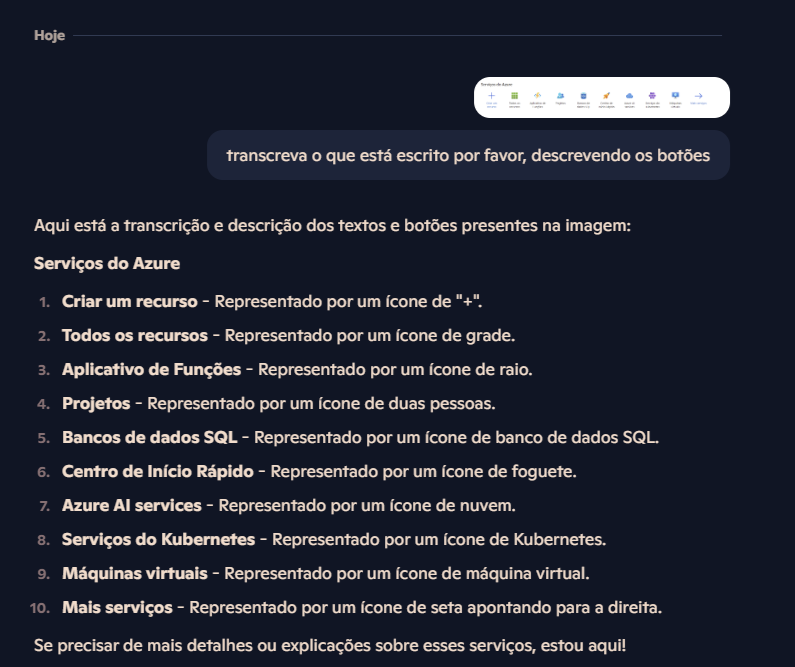 Hoje
Serviços do Azure
transcreva o que está escrito por favor, descrevendo os botões
Aqui está a transcrição e descrição dos textos e botões presentes na imagem:
Serviços do Azure
1. Criar um recurso - Representado por um ícone de "+".
2. Todos os recursos - Representado por um ícone de grade.
3. Aplicativo de Funções - Representado por um ícone de raio.
4. Projetos - Representado por um ícone de duas pessoas.
5. Bancos de dados SQL - Representado por um ícone de banco de dados SQL.
6. Centro de Início Rápido - Representado por um ícone de foguete.
7. Azure AI services - Representado por um ícone de nuvem.
8. Serviços do Kubernetes - Representado por um ícone de Kubernetes.
9. Máquinas virtuais - Representado por um ícone de máquina virtual.
10. Mais serviços - Representado por um ícone de seta apontando para a direita.
Se precisar de mais detalhes ou explicações sobre esses serviços, estou aqui!